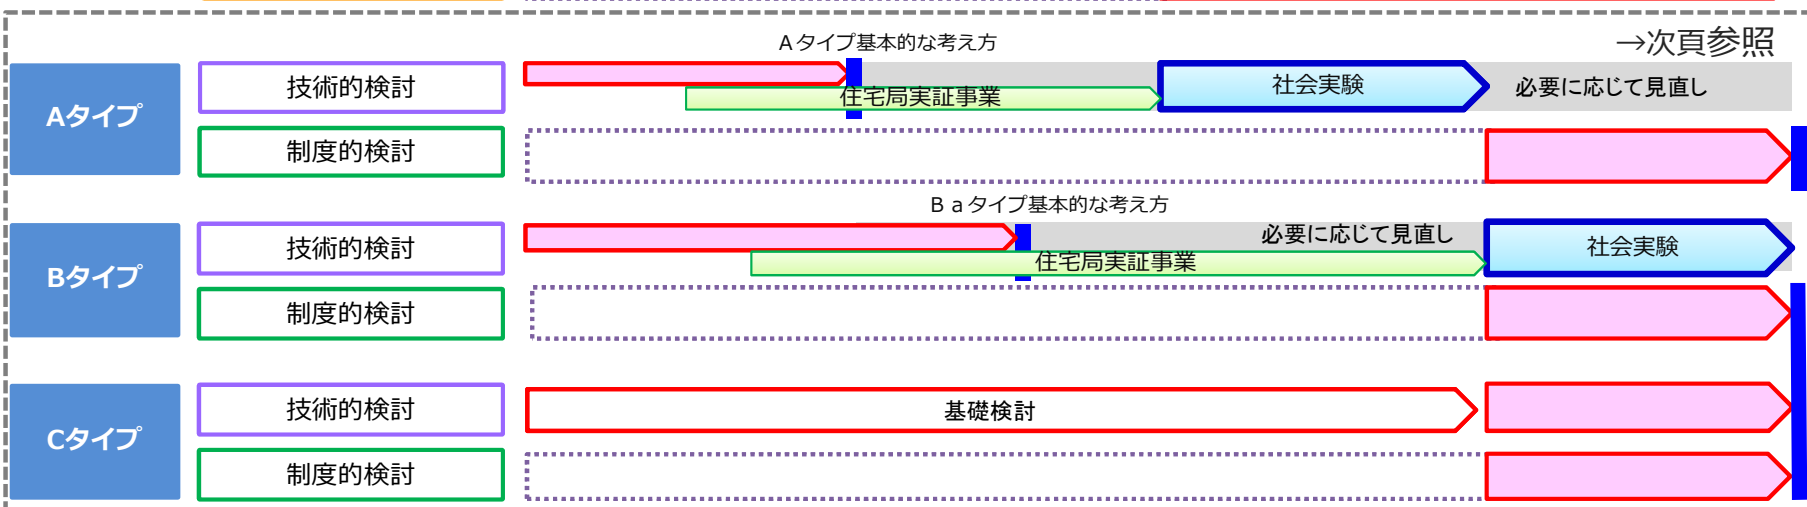 Aタイプ基本的な考え方
→次頁参照
Aタイプ
技術的検討
住宅局実証事業
社会実験
必要に応じて見直し
制度的検討
Ｂａタイプ基本的な考え方
Bタイプ
技術的検討
必要に応じて見直し
住宅局実証事業
社会実験
制度的検討
Cタイプ
技術的検討
基礎検討
制度的検討